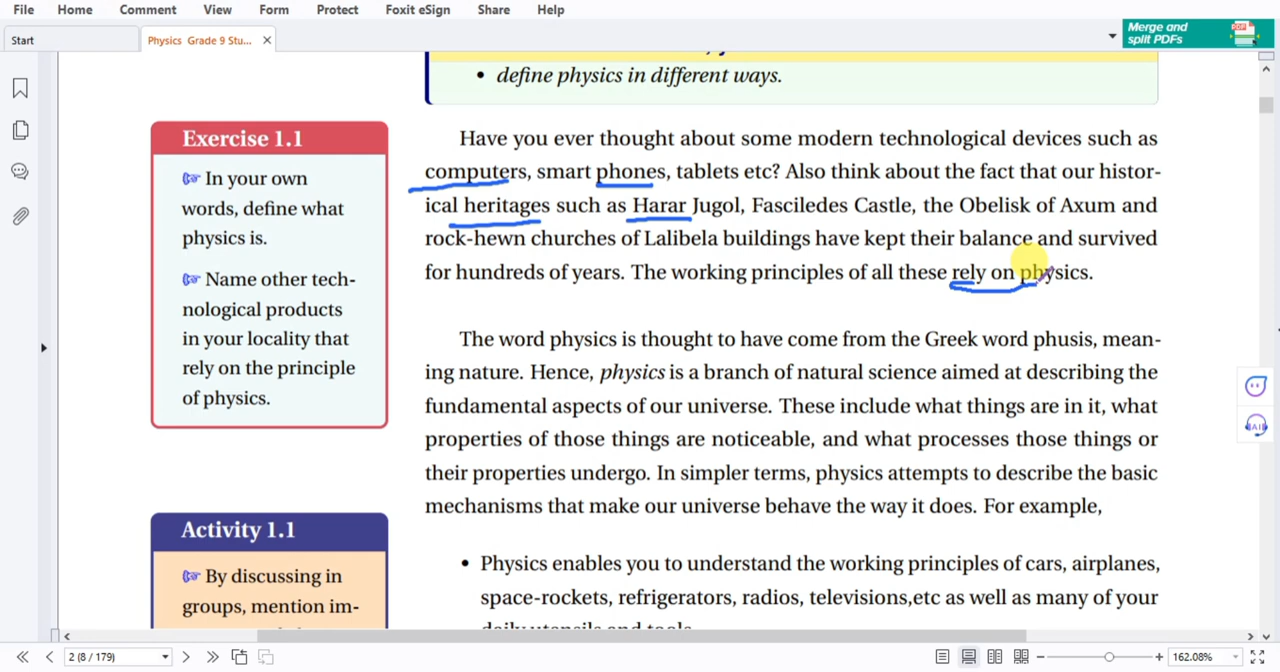 File Home Comment View Form Protect Foxit eSign Share Help
Start
Physics Grade 9 Stu...
Merge and
split PDFs
• define physics in different ways.
Exercise 1.1
In your own
words, define what
physics is.
Name other tech-
nological products
in your locality that
rely on the principle
of physics.
Have you ever thought about some modern technological devices such as
computers, smart phones, tablets etc? Also think about the fact that our histor-
ical heritages such as Harar Jugol, Fasciledes Castle, the Obelisk of Axum and
rock-hewn churches of Lalibela buildings have kept their balance and survived
for hundreds of years. The working principles of all these rely on physics.
The word physics is thought to have come from the Greek word phusis, mean-
ing nature. Hence, physics is a branch of natural science aimed at describing the
fundamental aspects of our universe. These include what things are in it, what
properties of those things are noticeable, and what processes those things or
their properties undergo. In simpler terms, physics attempts to describe the basic
mechanisms that make our universe behave the way it does. For example,
Activity 1.1
By discussing in
groups, mention im-
• Physics enables you to understand the working principles of cars, airplanes,
space-rockets, refrigerators, radios, televisions,etc as well as many of your
daily utensils and tools.
2 (8 / 179)
162.08%